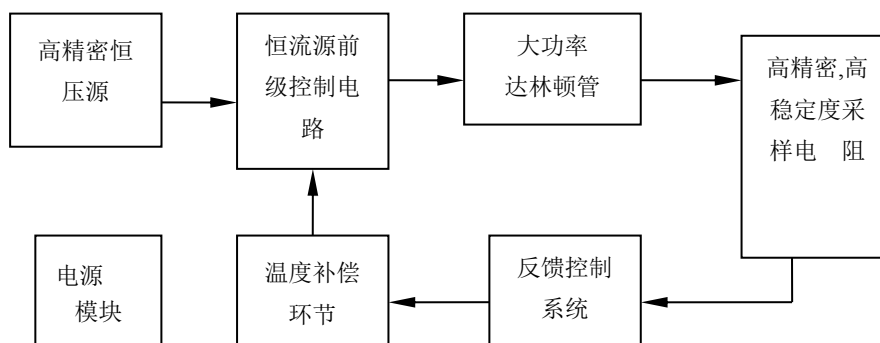 高精密恒
压源
恒流源前
级控制电
路
大功率
达林顿管
高精密,高
稳定度采
样电 阻
电源
模块
温度补偿
环节
反馈控制
系统